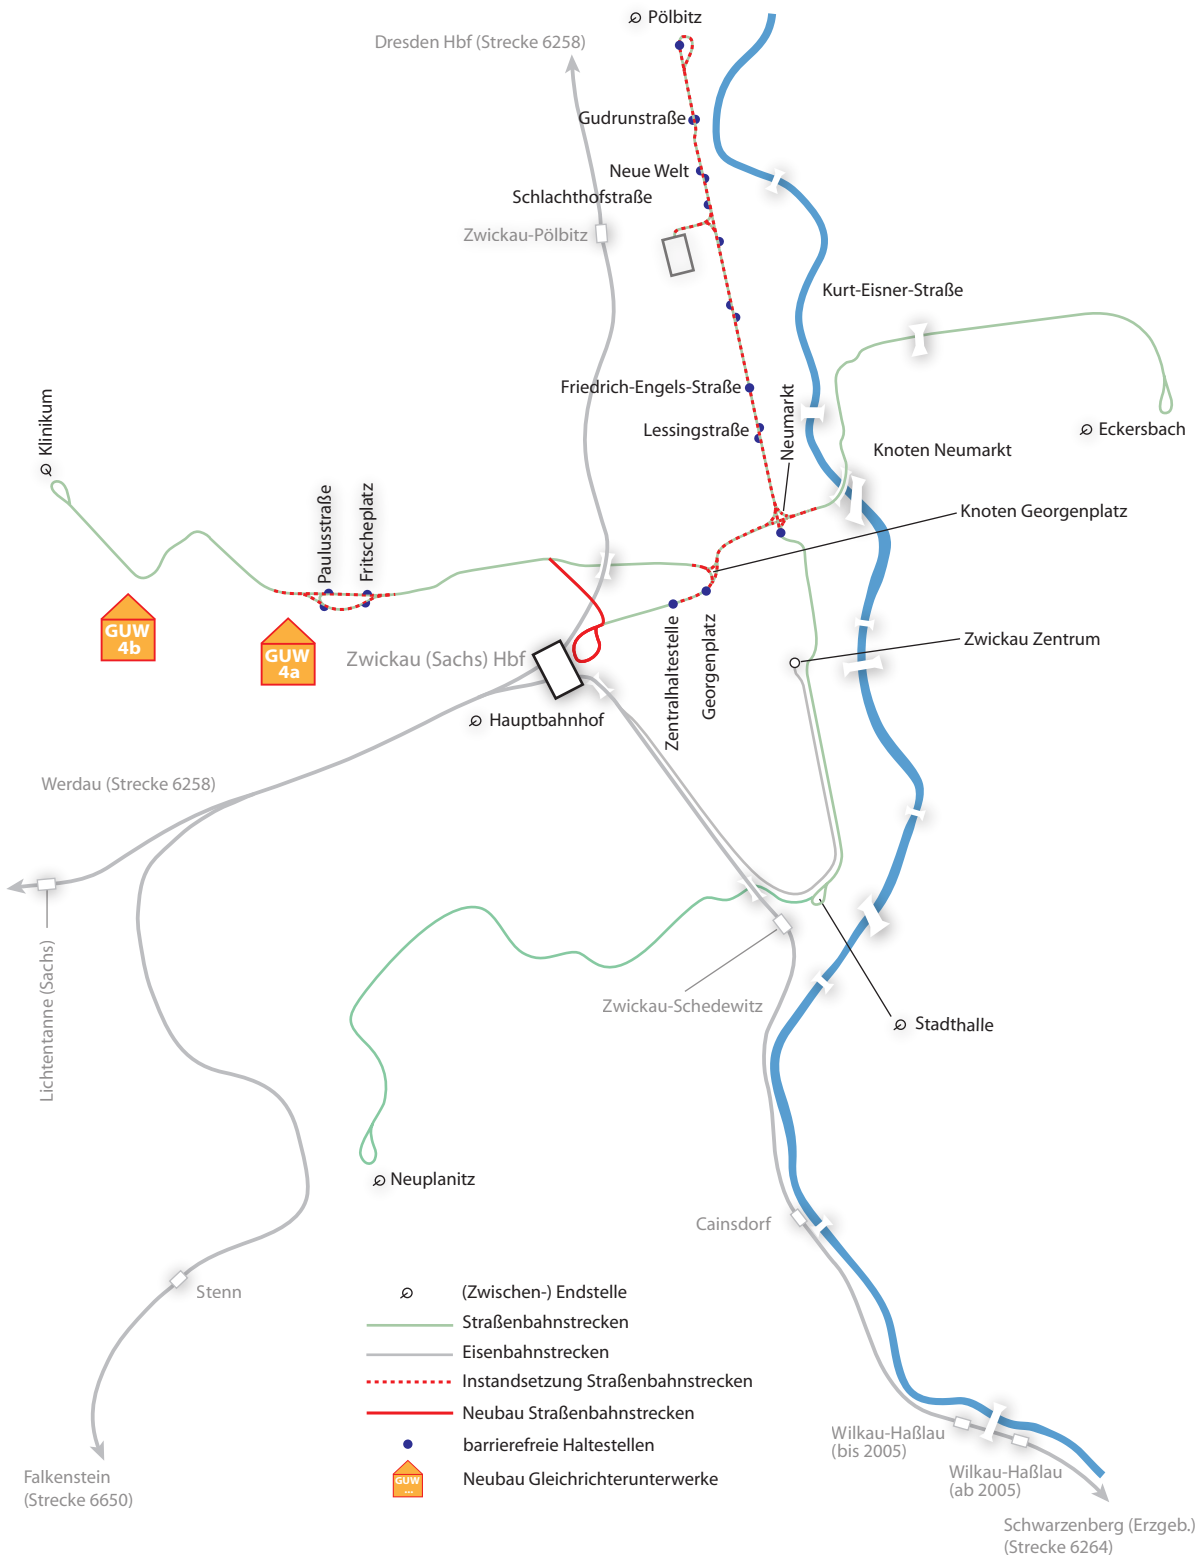 Pölbitz
Dresden Hbf (Strecke 6258)
Gudrunstraße
Neue Welt
Schlachthofstraße
Zwickau-Pölbitz
Kurt-Eisner-Straße
Friedrich-Engels-Straße
Neumarkt
Lessingstraße
Klinikum
Eckersbach
Knoten Neumarkt
Knoten Georgenplatz
Paulusstraße
Fritscheplatz
GUW
4b
GUW
4a
Zwickau (Sachs) Hbf
Zentralhaltestelle
Georgenplatz
Zwickau Zentrum
Hauptbahnhof
Werdau (Strecke 6258)
Lichtentanne (Sachs)
Zwickau-Schedewitz
Stadthalle
Neuplanitz
Cainsdorf
Stenn
(Zwischen-) Endstelle
Straßenbahnstrecken
Eisenbahnstrecken
Instandsetzung Straßenbahnstrecken
Neubau Straßenbahnstrecken
barrierefreie Haltestellen
GUW
...
Neubau Gleichrichterunterwerke
Wilkau-Haßlau
(bis 2005)
Wilkau-Haßlau
(ab 2005)
Falkenstein
(Strecke 6650)
Schwarzenberg (Erzgeb.)
(Strecke 6264)